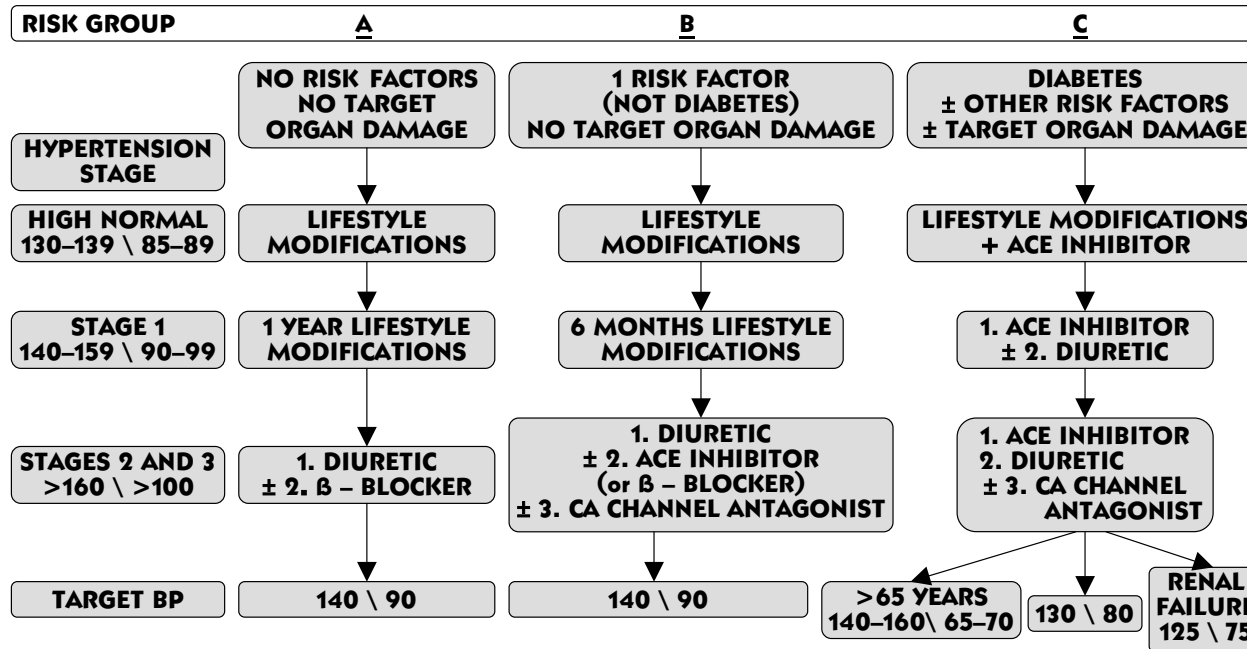 RISK GROUP A B C
NO RISK FACTORS
NO TARGET
ORGAN DAMAGE
1 RISK FACTOR
(NOT DIABETES)
NO TARGET ORGAN DAMAGE
DIABETES
± OTHER RISK FACTORS
± TARGET ORGAN DAMAGE
HYPERTENSION
STAGE
HIGH NORMAL
130–139 \ 85–89
LIFESTYLE
MODIFICATIONS
LIFESTYLE
MODIFICATIONS
LIFESTYLE MODIFICATIONS
+ ACE INHIBITOR
STAGE 1
140–159 \ 90–99
1 YEAR LIFESTYLE
MODIFICATIONS
6 MONTHS LIFESTYLE
MODIFICATIONS
1. ACE INHIBITOR
± 2. DIURETIC
STAGES 2 AND 3
>160 \ >100
1. DIURETIC
± 2. ß – BLOCKER
1. DIURETIC
± 2. ACE INHIBITOR
(or ß – BLOCKER)
± 3. CA CHANNEL ANTAGONIST
1. ACE INHIBITOR
2. DIURETIC
± 3. CA CHANNEL
ANTAGONIST
TARGET BP
140 \ 90
140 \ 90
>65 YEARS
140–160\ 65–70
130 \ 80
RENAL
FAILURE
125 \ 75